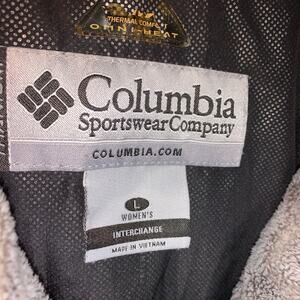 THERMAL COMFORT
OMNI-HEAT
Columbia
Sportswear Company
COLUMBIA.COM
L
WOMEN'S
INTERCHANGE
MADE IN VIETNAM